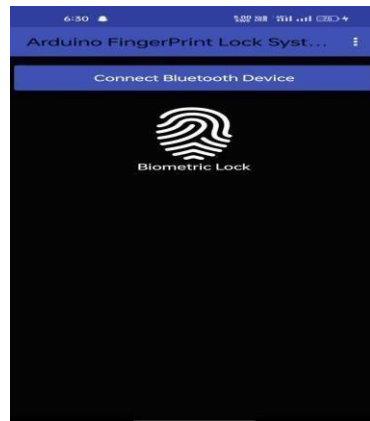 6:30
Arduino FingerPrint Lock Syst...
Connect Bluetooth Device
Biometric Lock